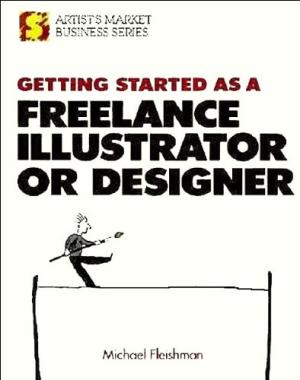 ARTIST'S MARKET
BUSINESS SERIES
GETTING STARTED AS A
FREELANCE
ILLUSTRATOR
OR DESIGNER
Michael Fleishman